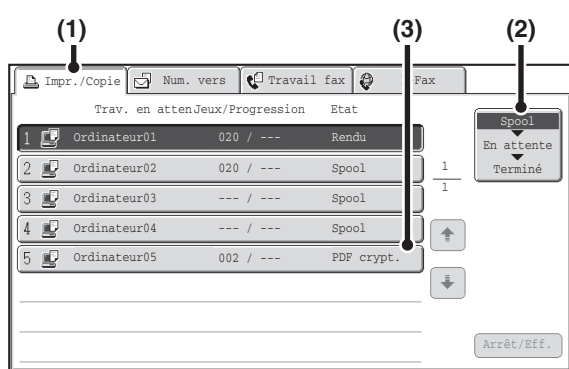 (1) (3) (2)
Impr./Copie Num. vers Travail fax Fax
Trav. en attenJeux/Progression Etat
1 Ordinateur01 020 / --- Rendu
2 Ordinateur02 020 / --- Spool
3 Ordinateur03 --- / --- Spool
4 Ordinateur04 --- / --- Spool
5 Ordinateur05 002 / --- PDF crypt.
1
1
Spool
En attente
Terminé
Arrêt/Eff.